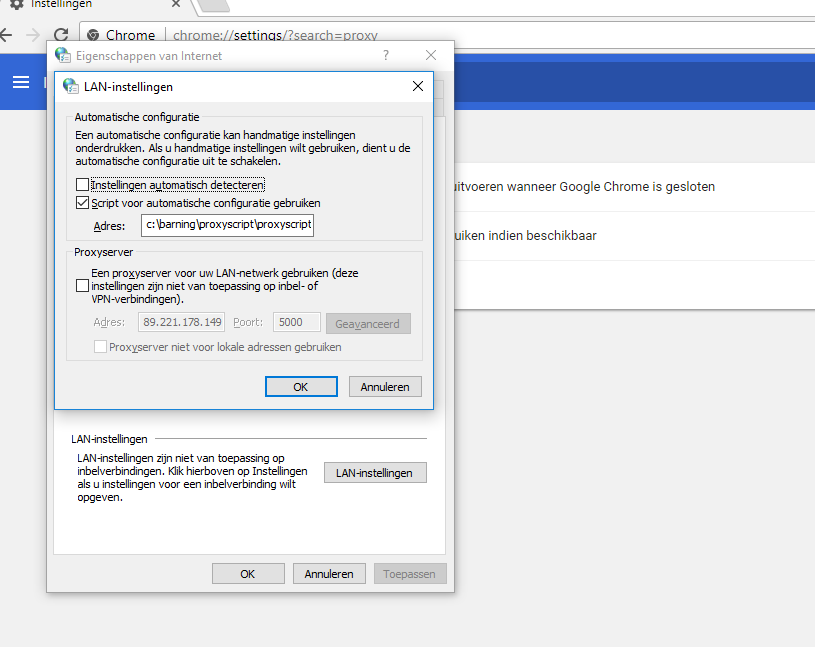 Instellingen
Chrome chrome://settings/?search=proxy
Eigenschappen van Internet
LAN-instellingen
Automatische configuratie
Een automatische configuratie kan handmatige instellingen
onderdrukken. Als u handmatige instellingen wilt gebruiken, dient u de
automatische configuratie uit te schakelen.
Instellingen automatisch detecteren
Script voor automatische configuratie gebruiken
Adres: c:\barning\proxyscript\proxyscript
Proxyserver
Een proxyserver voor uw LAN-netwerk gebruiken (deze
instellingen zijn niet van toepassing op inbel- of
VPN-verbindingen).
Adres: 89.221.178.149 Poort: 5000 Geavanceerd
Proxyserver niet voor lokale adressen gebruiken
OK Annuleren
uitvoeren wanneer Google Chrome is gesloten
uiken indien beschikbaar
LAN-instellingen
LAN-instellingen zijn niet van toepassing op
inbelverbindingen. Klik hierboven op Instellingen
als u instellingen voor een inbelverbinding wilt
opgeven.
LAN-instellingen
OK Annuleren Toepassen